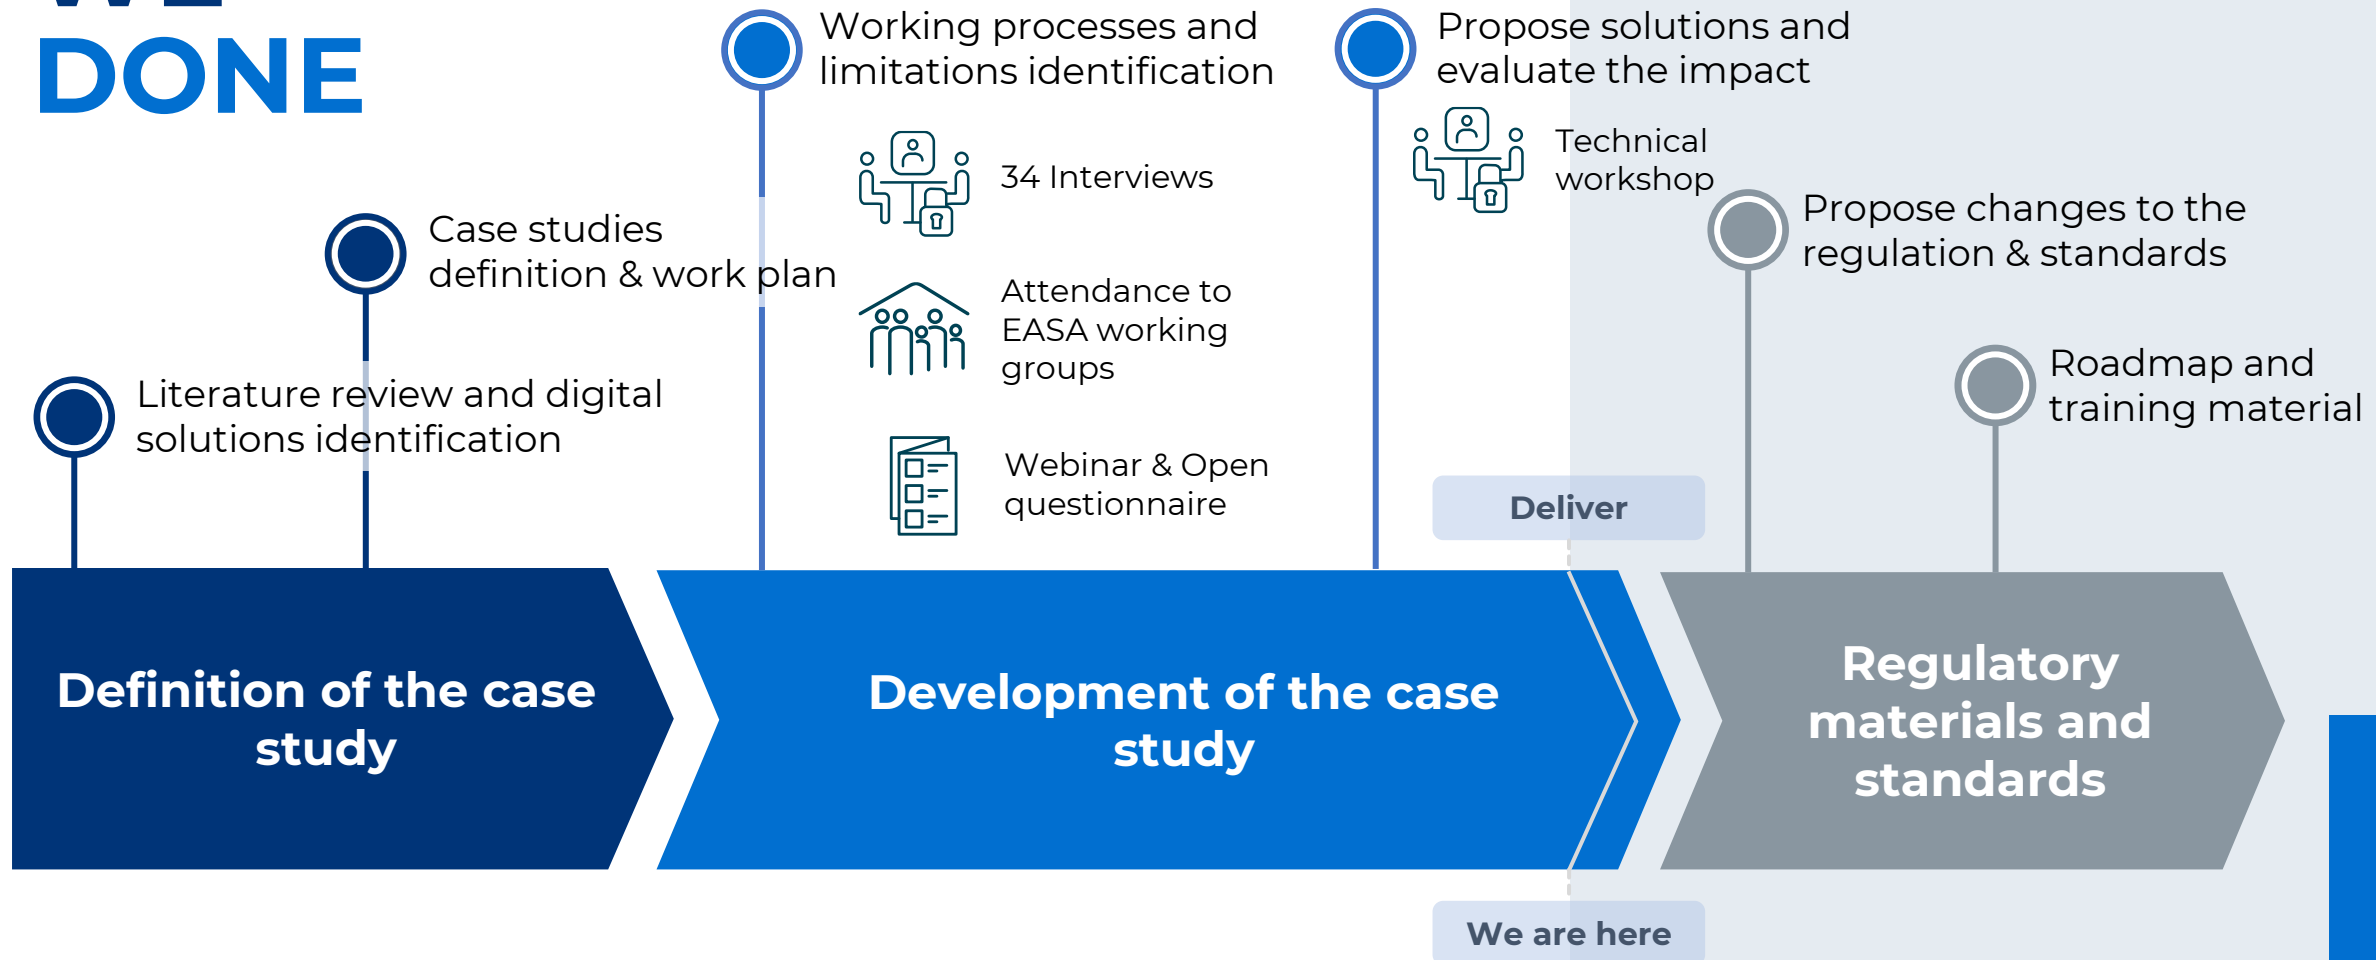 WE
DONE
Working processes and
limitations identification
34 Interviews
Attendance to
EASA working
groups
Webinar & Open
questionnaire
Propose solutions and
evaluate the impact
Technical
workshop
Case studies
definition & work plan
Literature review and digital
solutions identification
Propose changes to the
regulation & standards
Roadmap and
training material
Deliver
Definition of the case
study
Development of the case
study
Regulatory
materials and
standards
We are here